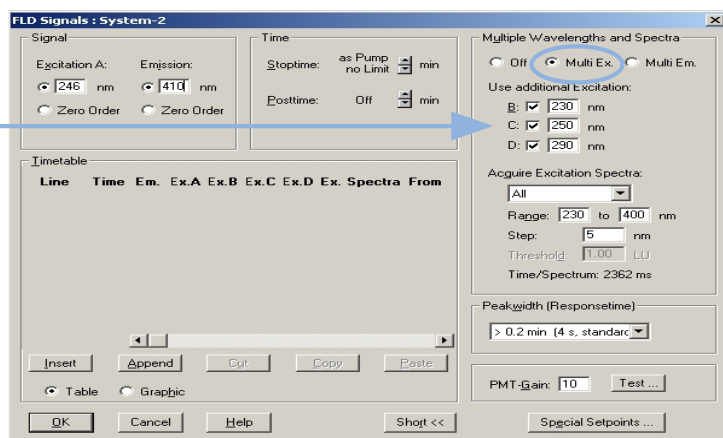 FLD Signals : System-2
Signal
Excitation A:
Emission:
246 nm
410 nm
Zero Order
Zero Order
Time
Stoptime: as Pump no Limit min
Posttime: Off min
Multiple Wavelengths and Spectra
Off Multi Ex. Multi Em.
Use additional Excitation:
B: 230 nm
C: 250 nm
D: 290 nm
Acquire Excitation Spectra:
All
Range: 230 to 400 nm
Step: 5 nm
Threshold: 1.00 LU
Time/Spectrum: 2362 ms
Timetable
Line Time Em. Ex.A Ex.B Ex.C Ex.D Ex. Spectra From
Insert Append Cut Copy Paste
Table Graphic
Peakwidth (Responsetime)
> 0.2 min (4 s, standarc
PMT-Gain: 10 Test ...
OK Cancel Help Short << Special Setpoints ...